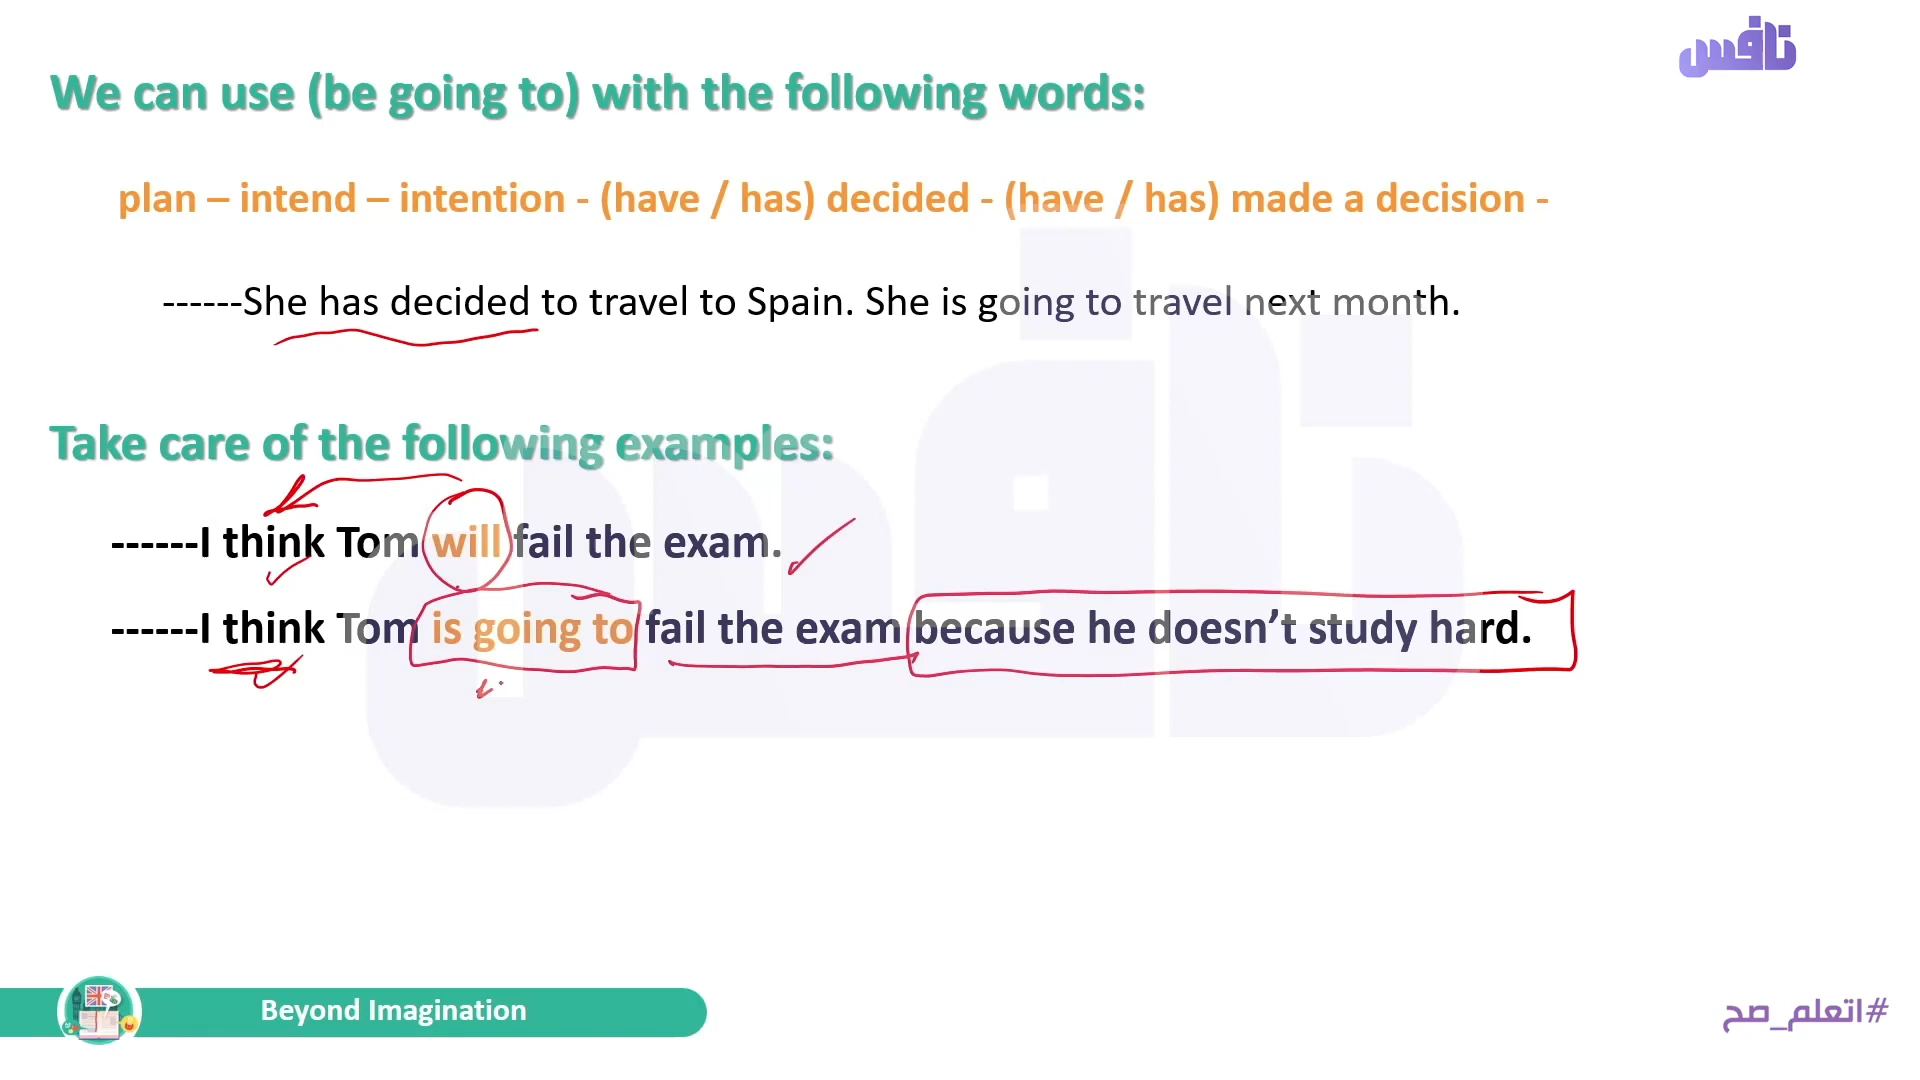 نافس
We can use (be going to) with the following words:
plan – intend – intention - (have / has) decided - (have / has) made a decision -
------She has decided to travel to Spain. She is going to travel next month.
Take care of the following examples:
------I think Tom will fail the exam.
------I think Tom is going to fail the exam because he doesn’t study hard.
Beyond Imagination
#اتعلم_صح